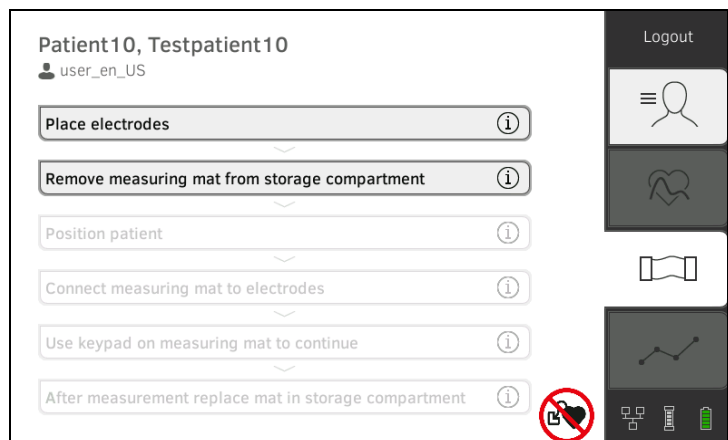 Patient10, Testpatient10
user_en_US
Logout
Place electrodes
Remove measuring mat from storage compartment
Position patient
Connect measuring mat to electrodes
Use keypad on measuring mat to continue
After measurement replace mat in storage compartment